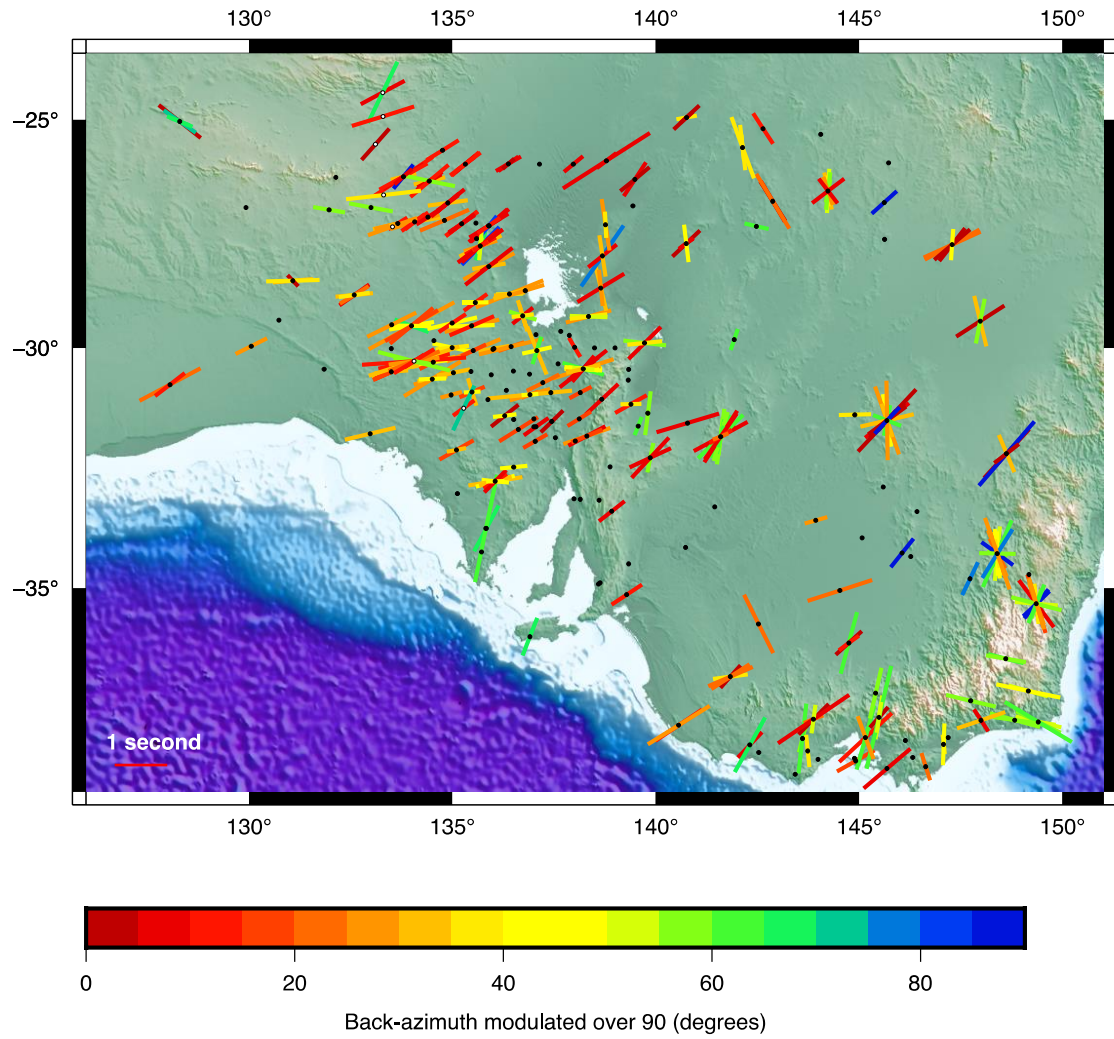 130° 135° 140° 145° 150°
−25°
−30°
−35°
1 second
130° 135° 140° 145° 150°
0 20 40 60 80
Back-azimuth modulated over 90 (degrees)